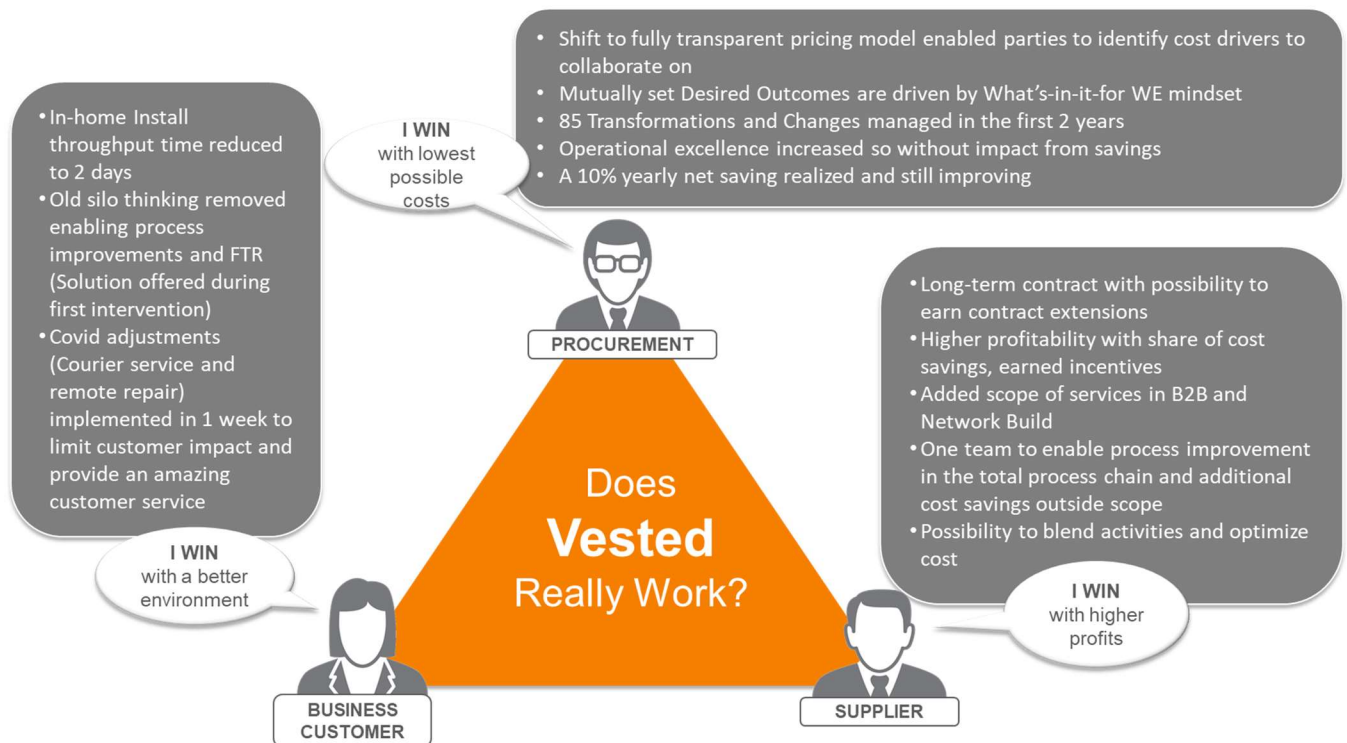 • Shift to fully transparent pricing model enabled parties to identify cost drivers to
collaborate on
• Mutually set Desired Outcomes are driven by What's-in-it-for WE mindset
• 85 Transformations and Changes managed in the first 2 years
• Operational excellence increased so without impact from savings
• A 10% yearly net saving realized and still improving
I WIN
with lowest
possible
costs
PROCUREMENT
• In-home Install
throughput time reduced
to 2 days
• Old silo thinking removed
enabling process
improvements and FTR
(Solution offered during
first intervention)
• Covid adjustments
(Courier service and
remote repair)
implemented in 1 week to
limit customer impact and
provide an amazing
customer service
I WIN
with a better
environment
BUSINESS
CUSTOMER
Does
Vested
Really Work?
• Long-term contract with possibility to
earn contract extensions
• Higher profitability with share of cost
savings, earned incentives
• Added scope of services in B2B and
Network Build
• One team to enable process improvement
in the total process chain and additional
cost savings outside scope
• Possibility to blend activities and optimize
cost
I WIN
with higher
profits
SUPPLIER